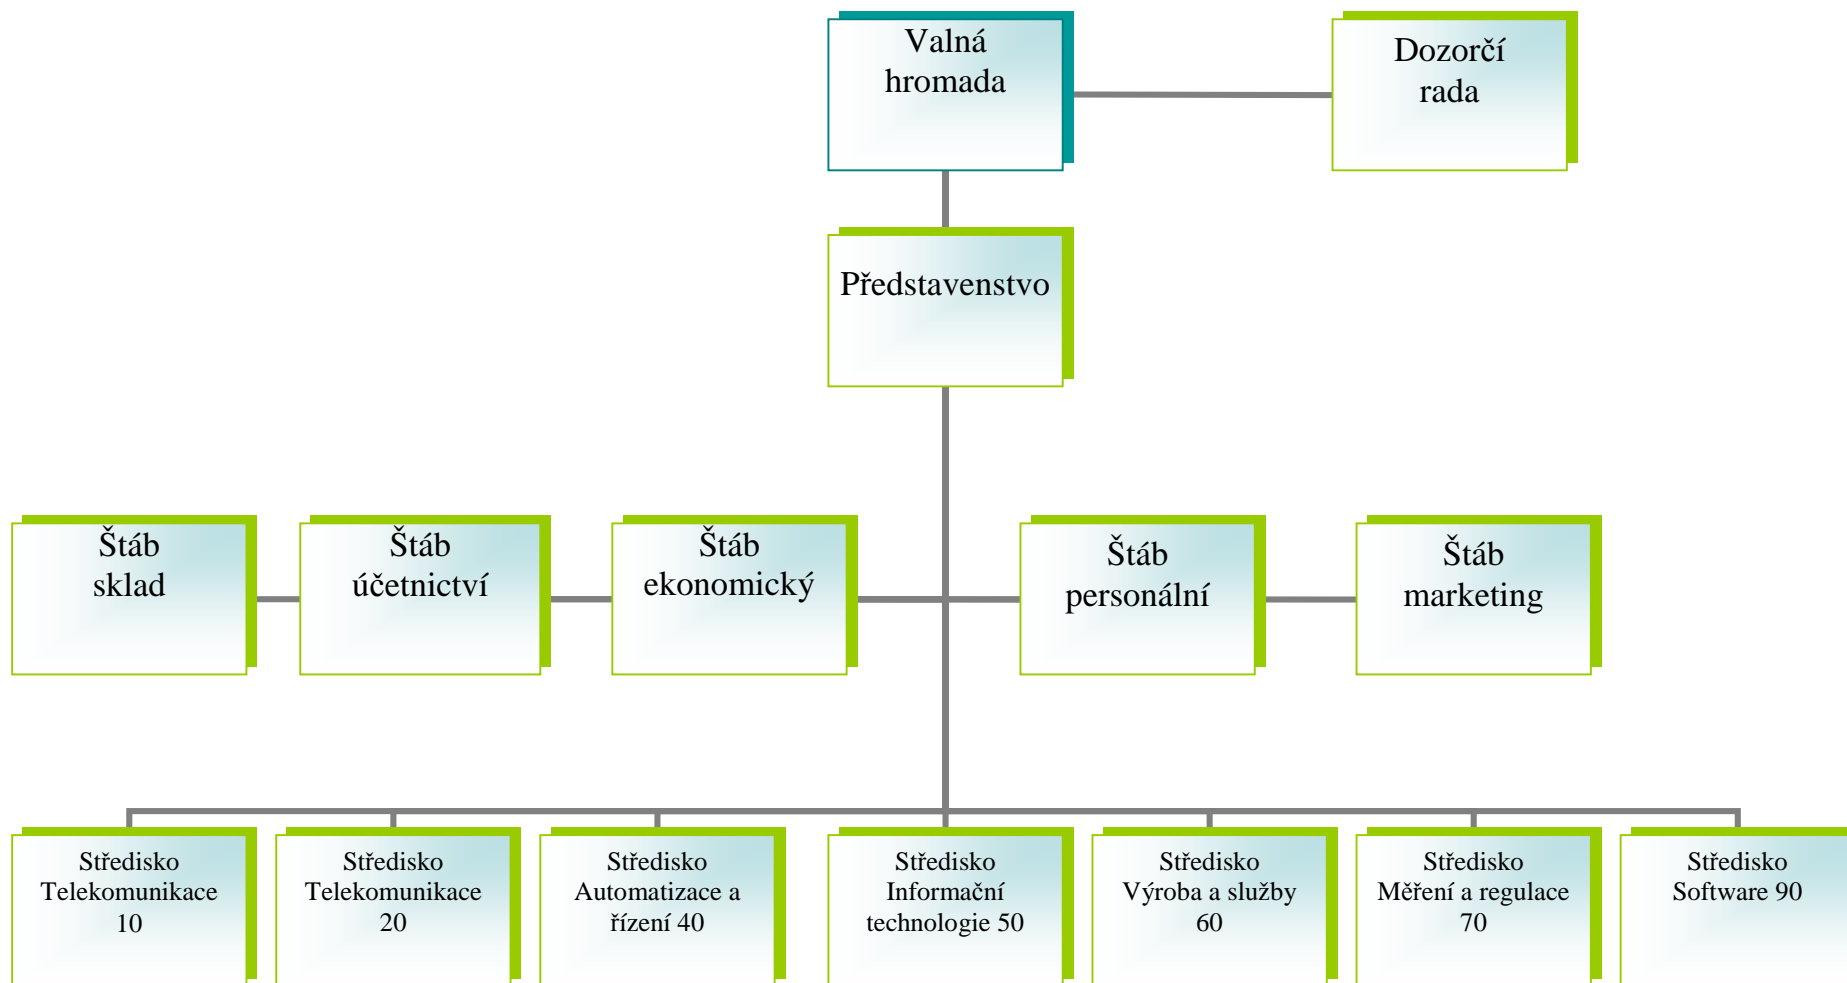 Valná
hromada
Dozorčí
rada
Představenstvo
Štáb
sklad
Štáb
účetnictví
Štáb
ekonomický
Štáb
personální
Štáb
marketing
Středisko
Telekomunikace
10
Středisko
Telekomunikace
20
Středisko
Automatizace a
řízení 40
Středisko
Informační
technologie 50
Středisko
Výroba a služby
60
Středisko
Měření a regulace
70
Středisko
Software 90